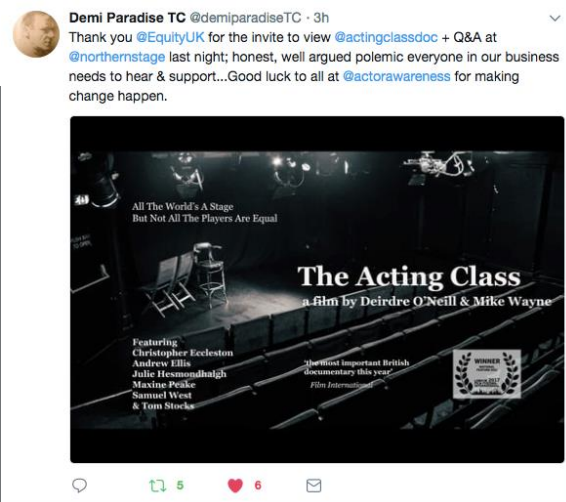 Demi Paradise TC @demiparadiseTC · 3h
Thank you @EquityUK for the invite to view @actingclassdoc + Q&A at
@northernstage last night; honest, well argued polemic everyone in our business
needs to hear & support...Good luck to all at @actorawareness for making
change happen.
All The World's A Stage
But Not All The Players Are Equal
The Acting Class
a film by Deirdre O'Neill & Mike Wayne
Featuring
Christopher Eccleston
Andrew Ellis
Julie Hesmondhalgh
Maxine Peake
Samuel West
& Tom Stocks
'The most important British
documentary this year'
Film International
WINNER
2017
5
6